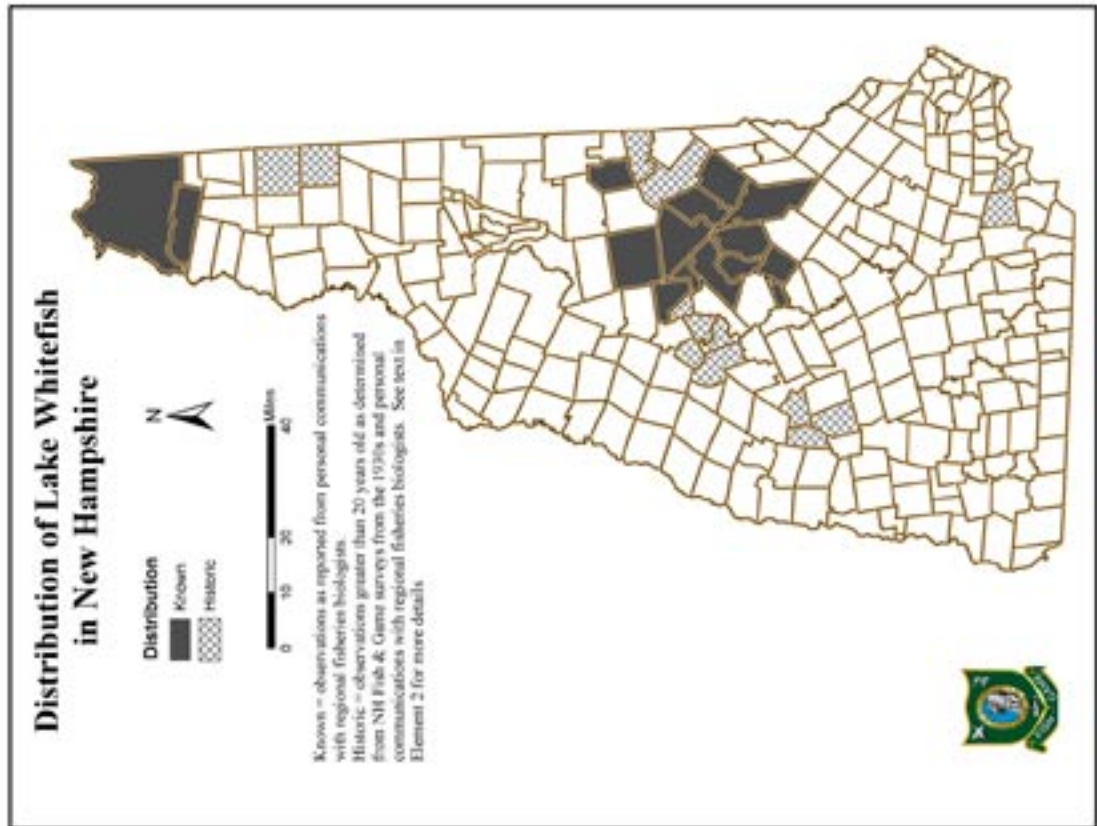 Distribution of Lake Whitefish
in New Hampshire
N
Distribution
Known
Historic
0 10 20 40
Miles
Known = observations as reported from personal communications
with regional fisheries biologists
Historic = observations greater than 20 years old as determined
from NH Fish & Game surveys from the 1930s and personal
communications with regional fisheries biologists. See text in
Element 2 for more details